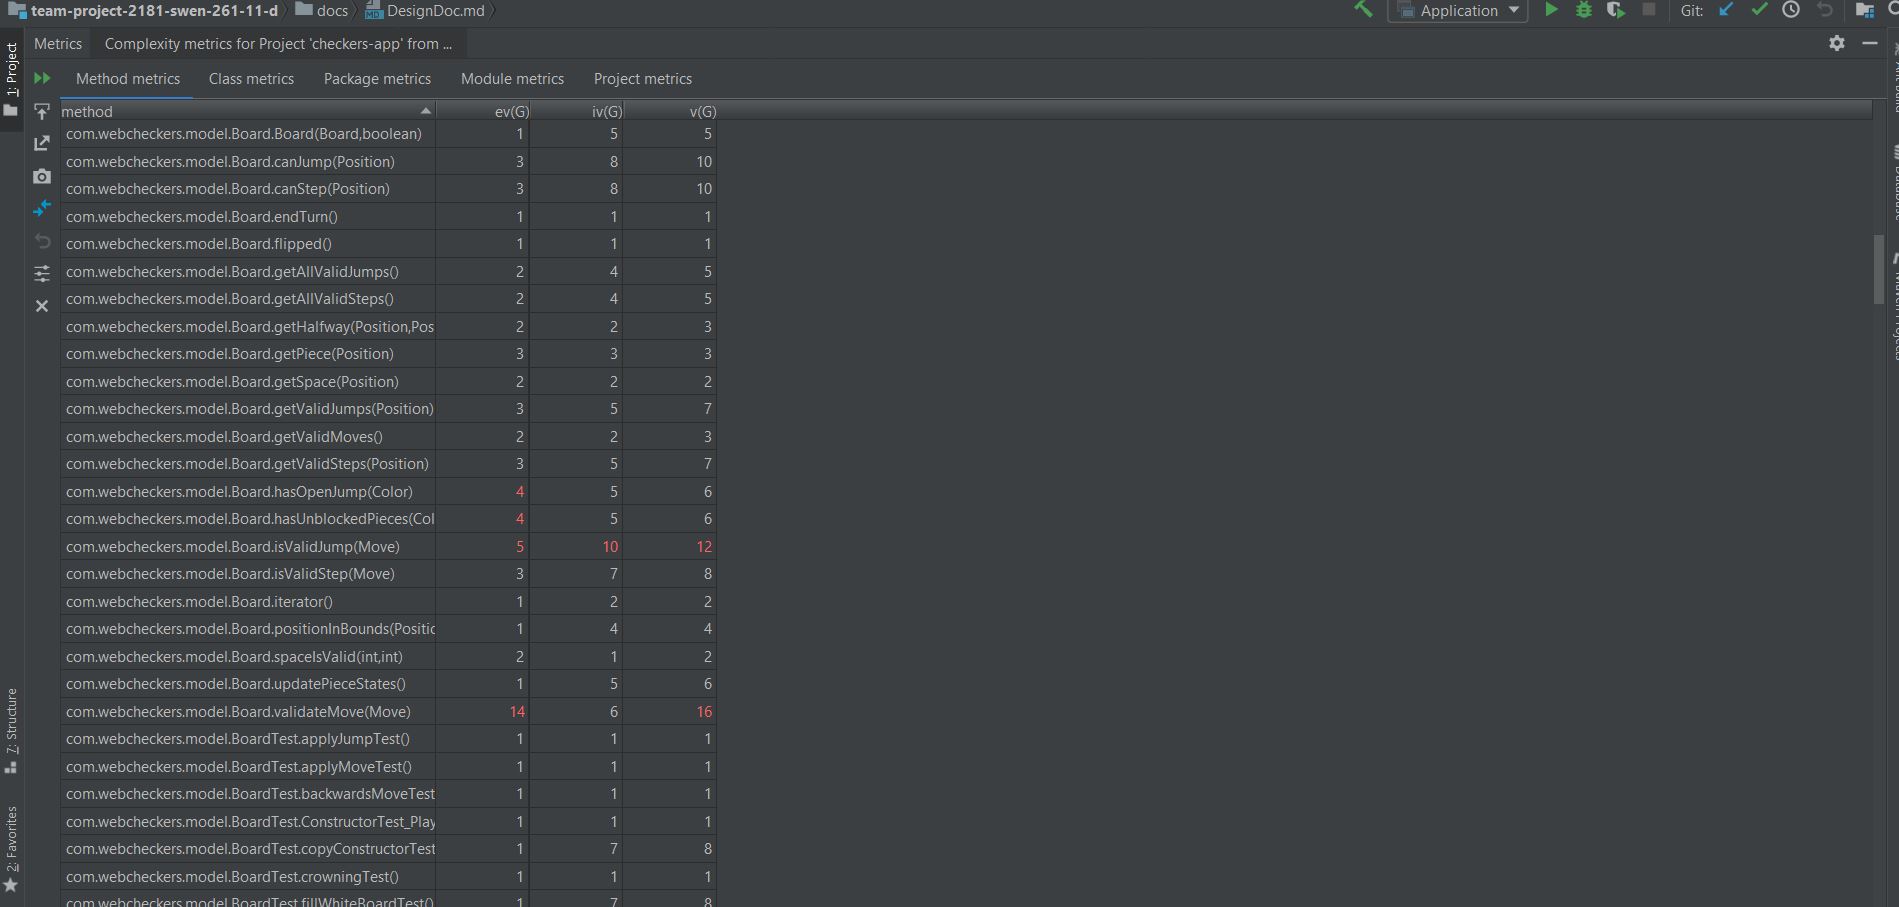 team-project-2181-swen-261-11-d docs DesignDoc.md Application Git:
Metrics Complexity metrics for Project 'checkers-app' from ...
Method metrics Class metrics Package metrics Module metrics Project metrics
method ev(G) iv(G) v(G)
com.webcheckers.model.Board.Board(Board,boolean) 1 5 5
com.webcheckers.model.Board.canJump(Position) 3 8 10
com.webcheckers.model.Board.canStep(Position) 3 8 10
com.webcheckers.model.Board.endTurn() 1 1 1
com.webcheckers.model.Board.flipped() 1 1 1
com.webcheckers.model.Board.getAllValidJumps() 2 4 5
com.webcheckers.model.Board.getAllValidSteps() 2 4 5
com.webcheckers.model.Board.getHalfway(Position,Pos 2 2 3
com.webcheckers.model.Board.getPiece(Position) 3 3 3
com.webcheckers.model.Board.getSpace(Position) 2 2 2
com.webcheckers.model.Board.getValidJumps(Position) 3 5 7
com.webcheckers.model.Board.getValidMoves() 2 2 3
com.webcheckers.model.Board.getValidSteps(Position) 3 5 7
com.webcheckers.model.Board.hasOpenJump(Color) 4 5 6
com.webcheckers.model.Board.hasUnblockedPieces(Col 4 5 6
com.webcheckers.model.Board.isValidJump(Move) 5 10 12
com.webcheckers.model.Board.isValidStep(Move) 3 7 8
com.webcheckers.model.Board.iterator() 1 2 2
com.webcheckers.model.Board.positionInBounds(Positic 1 4 4
com.webcheckers.model.Board.spaceIsValid(int,int) 2 1 2
com.webcheckers.model.Board.updatePieceStates() 1 5 6
com.webcheckers.model.Board.validateMove(Move) 14 6 16
com.webcheckers.model.BoardTest.applyJumpTest() 1 1 1
com.webcheckers.model.BoardTest.applyMoveTest() 1 1 1
com.webcheckers.model.BoardTest.backwardsMoveTest 1 1 1
com.webcheckers.model.BoardTest.ConstructorTest_Play 1 1 1
com.webcheckers.model.BoardTest.copyConstructorTest 1 7 8
com.webcheckers.model.BoardTest.crowningTest() 1 1 1
com.webcheckers.model.BoardTest.fillWhiteBoardTest() 1 7 8
1: Project
7: Structure
2: Favorites